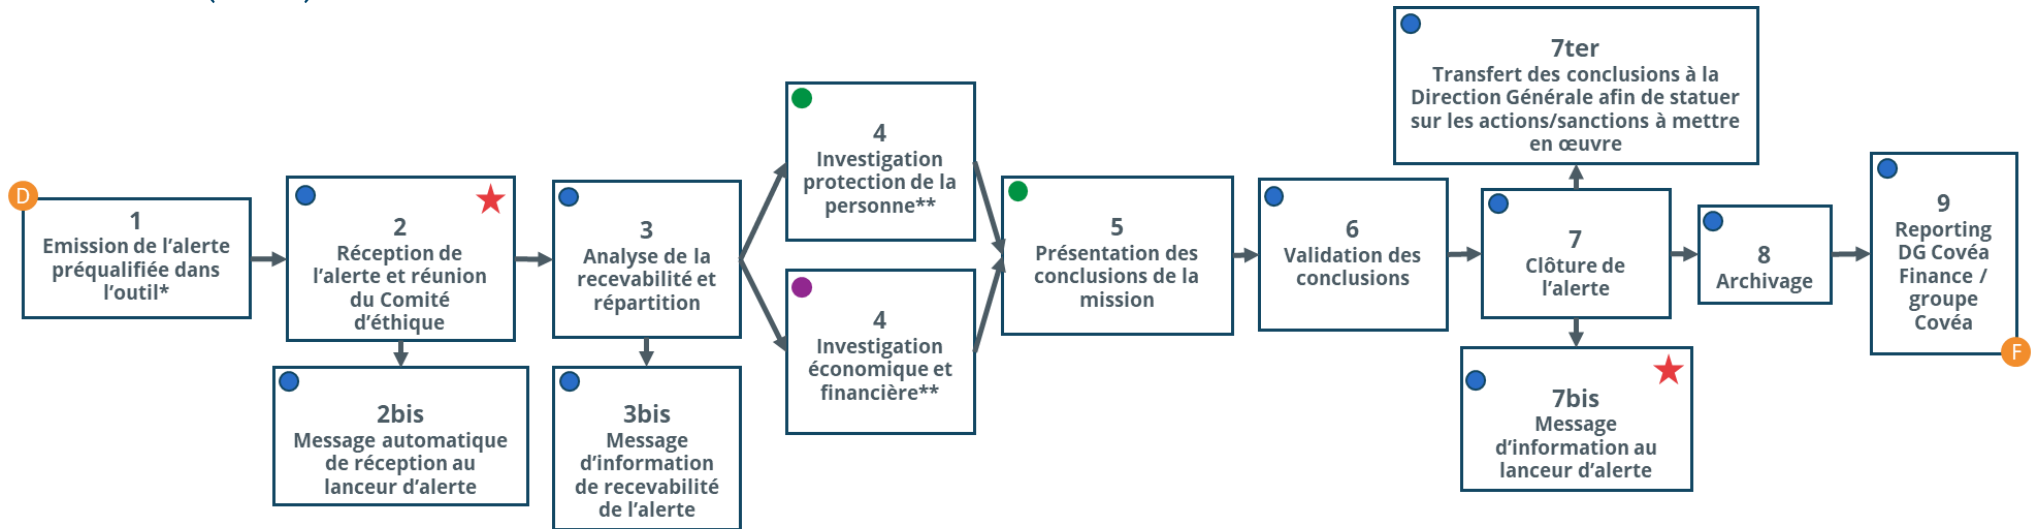 D
1
Emission de l'alerte
préqualifiée dans
l'outil*
2
Réception de
l'alerte et réunion
du Comité
d'éthique
2bis
Message automatique
de réception au
lanceur d'alerte
3
Analyse de la
recevabilité et
répartition
3bis
Message
d'information
de recevabilité
de l'alerte
4
Investigation
protection de la
personne**
4
Investigation
économique et
financière**
5
Présentation des
conclusions de la
mission
6
Validation des
conclusions
7
Clôture de
l'alerte
7ter
Transfert des conclusions à la
Direction Générale afin de statuer
sur les actions/sanctions à mettre
en œuvre
7bis
Message
d'information au
lanceur d'alerte
8
Archivage
9
Reporting
DG Covéa
Finance /
groupe
Covéa
F